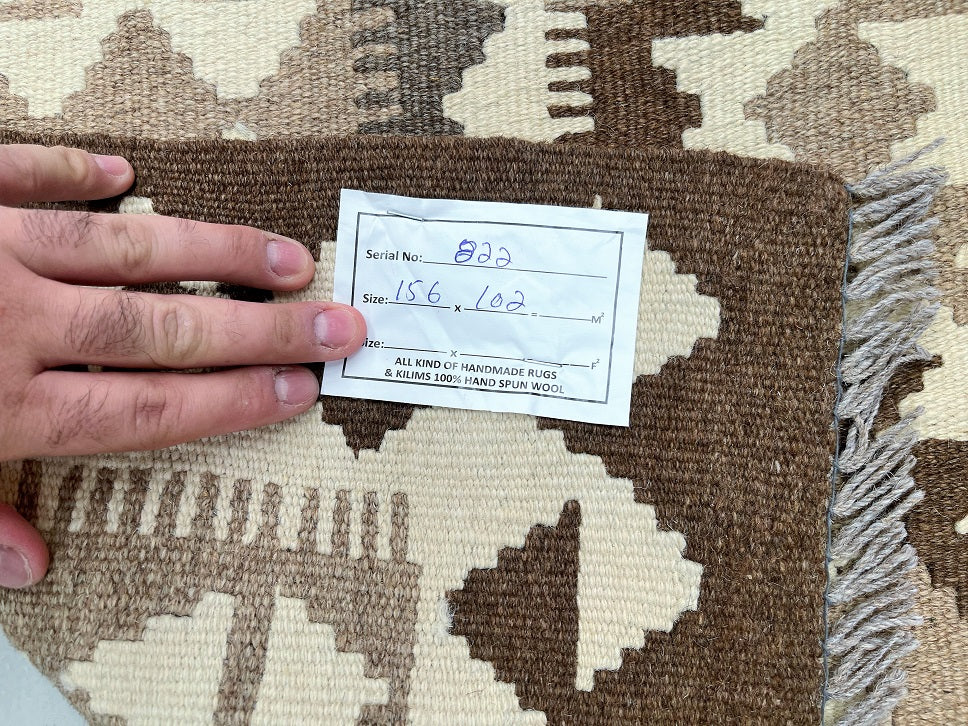 Serial No: 822
Size: 156 x 102 = M²
ize: x F²
ALL KIND OF HANDMADE RUGS
& KILIMS 100% HAND SPUN WOOL